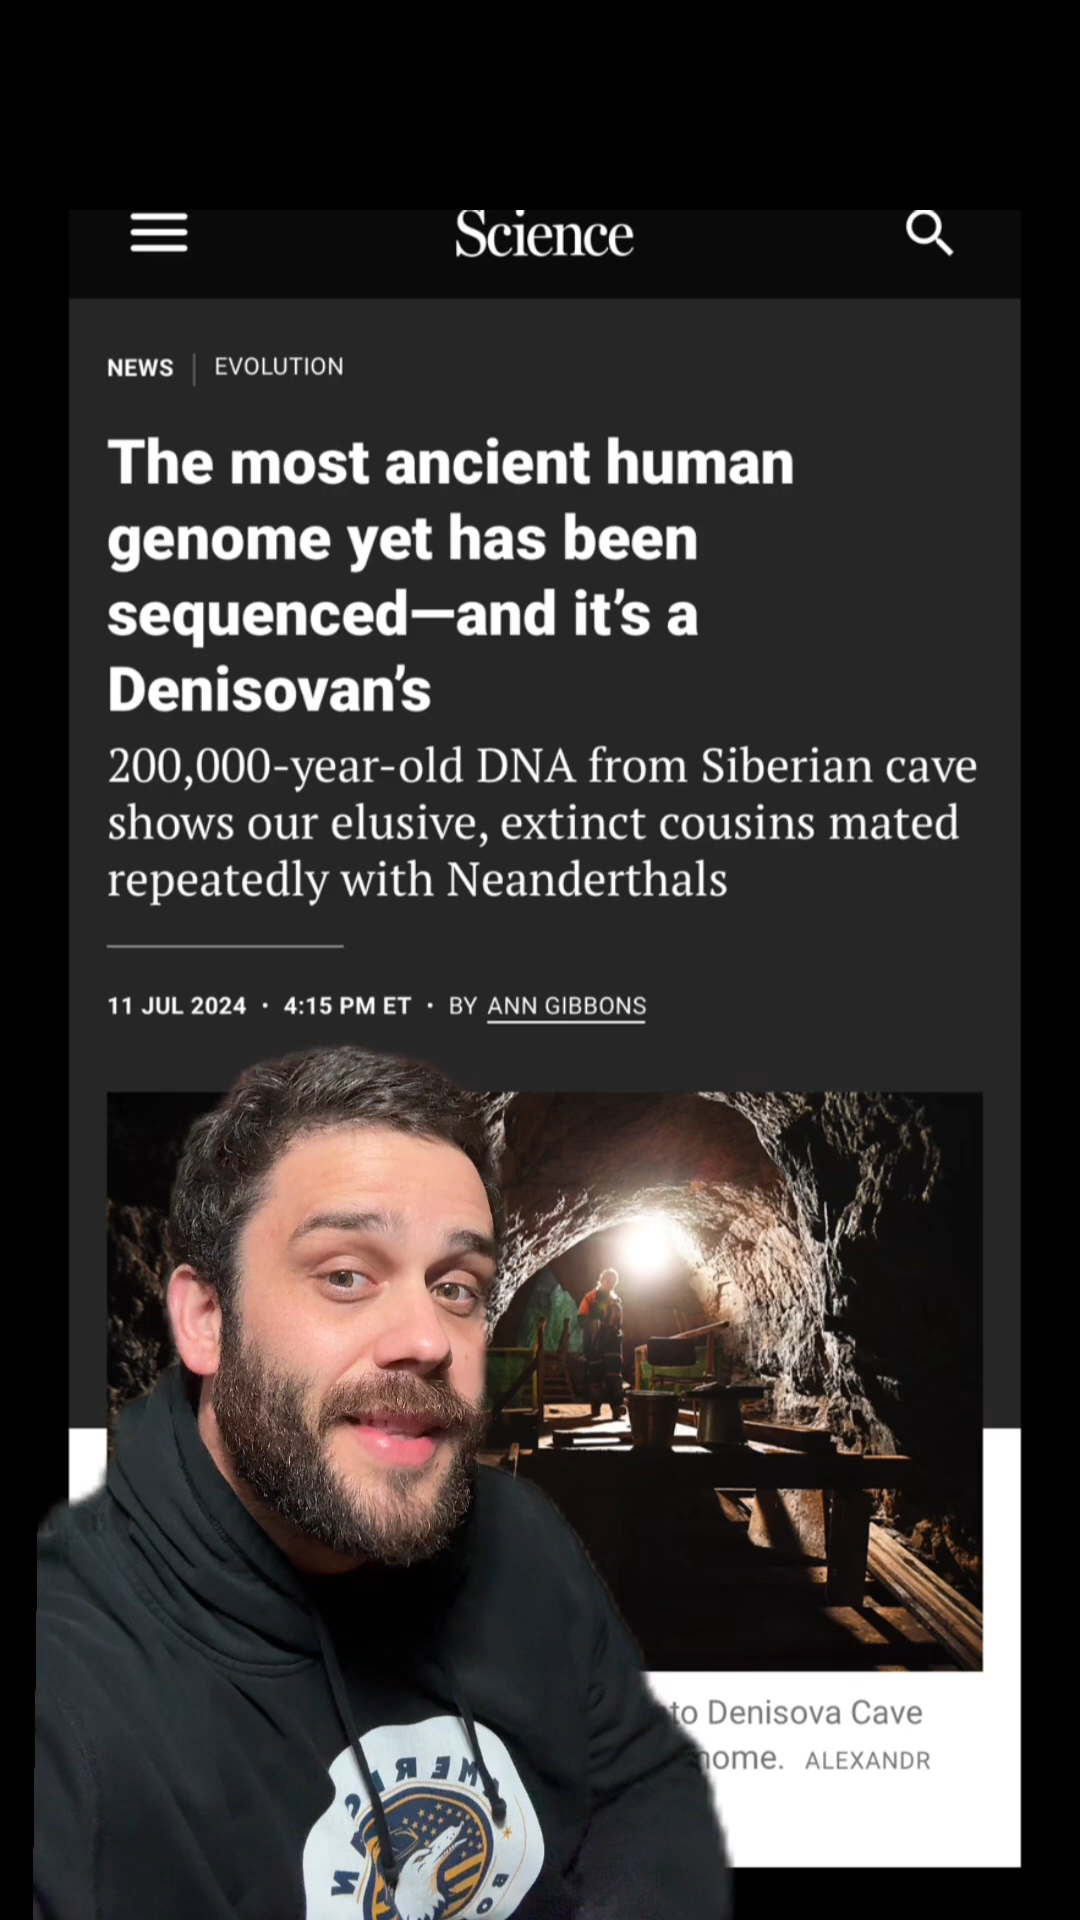 Science
NEWS | EVOLUTION
The most ancient human
genome yet has been
sequenced—and it’s a
Denisovan’s
200,000-year-old DNA from Siberian cave
shows our elusive, extinct cousins mated
repeatedly with Neanderthals
11 JUL 2024 · 4:15 PM ET · BY ANN GIBBONS
to Denisova Cave
ALEXANDR